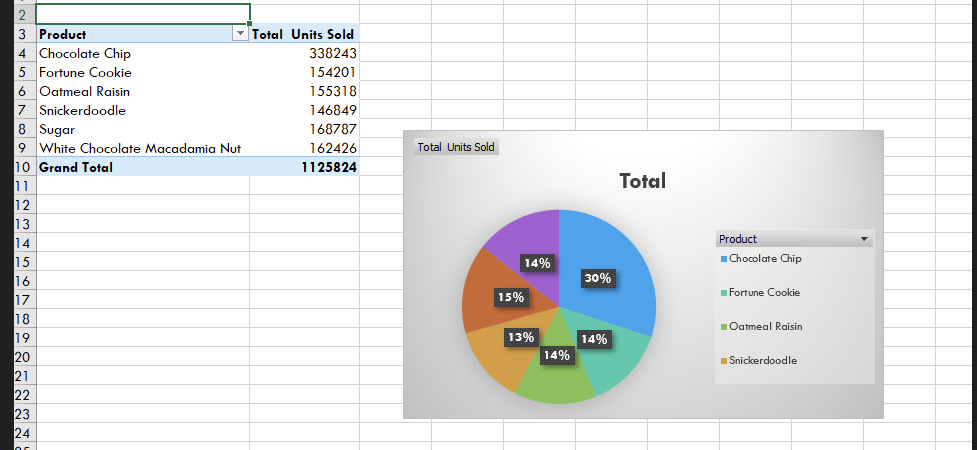 2
3 Product Total Units Sold
4 Chocolate Chip 338243
5 Fortune Cookie 154201
6 Oatmeal Raisin 155318
7 Snickerdoodle 146849
8 Sugar 168787
9 White Chocolate Macadamia Nut 162426
10 Grand Total 1125824
11
12
13
14
15
16
17
18
19
20
21
22
23
24
Total Units Sold
Total
14%
30%
15%
13%
14%
14%
Product
Chocolate Chip
Fortune Cookie
Oatmeal Raisin
Snickerdoodle